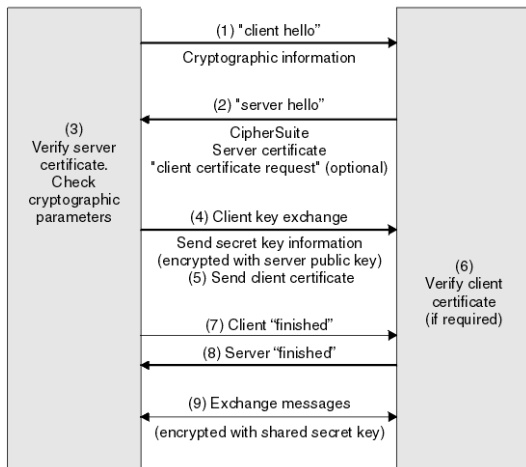 (1) "client hello"
Cryptographic information
(2) "server hello"
CipherSuite
Server certificate
"client certificate request" (optional)
(3)
Verify server
certificate.
Check
cryptographic
parameters
(4) Client key exchange
Send secret key information
(encrypted with server public key)
(5) Send client certificate
(6)
Verify client
certificate
(if required)
(7) Client “finished”
(8) Server “finished”
(9) Exchange messages
(encrypted with shared secret key)